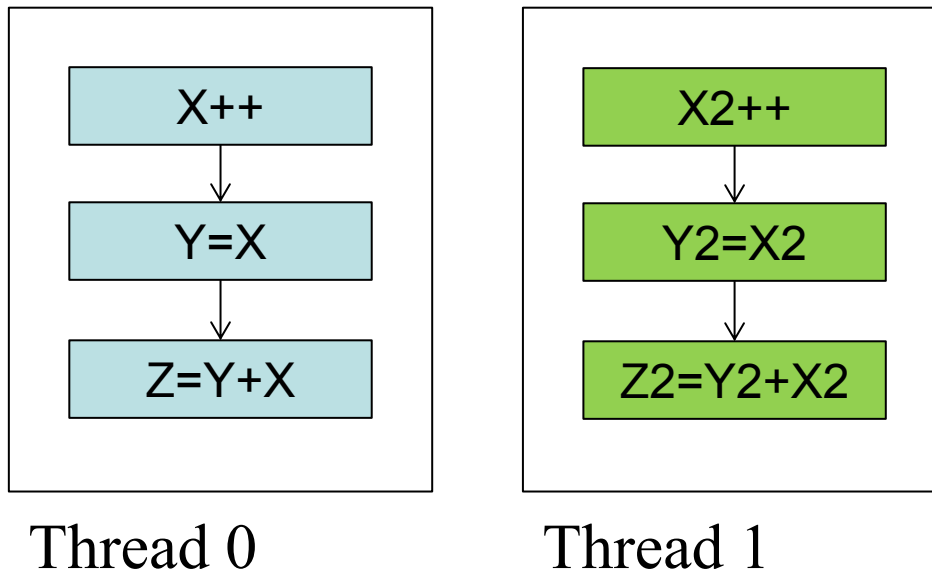 X++
Y=X
Z=Y+X
Thread 0
X2++
Y2=X2
Z2=Y2+X2
Thread 1